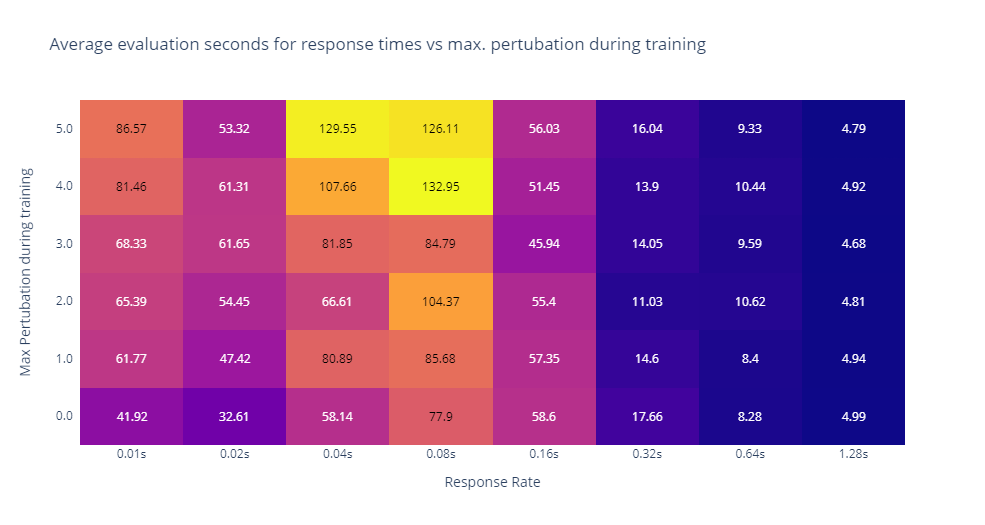 Average evaluation seconds for response times vs max. pertubation during training
Max Pertubation during training
5.0 86.57 53.32 129.55 126.11 56.03 16.04 9.33 4.79
4.0 81.46 61.31 107.66 132.95 51.45 13.9 10.44 4.92
3.0 68.33 61.65 81.85 84.79 45.94 14.05 9.59 4.68
2.0 65.39 54.45 66.61 104.37 55.4 11.03 10.62 4.81
1.0 61.77 47.42 80.89 85.68 57.35 14.6 8.4 4.94
0.0 41.92 32.61 58.14 77.9 58.6 17.66 8.28 4.99
0.01s 0.02s 0.04s 0.08s 0.16s 0.32s 0.64s 1.28s
Response Rate